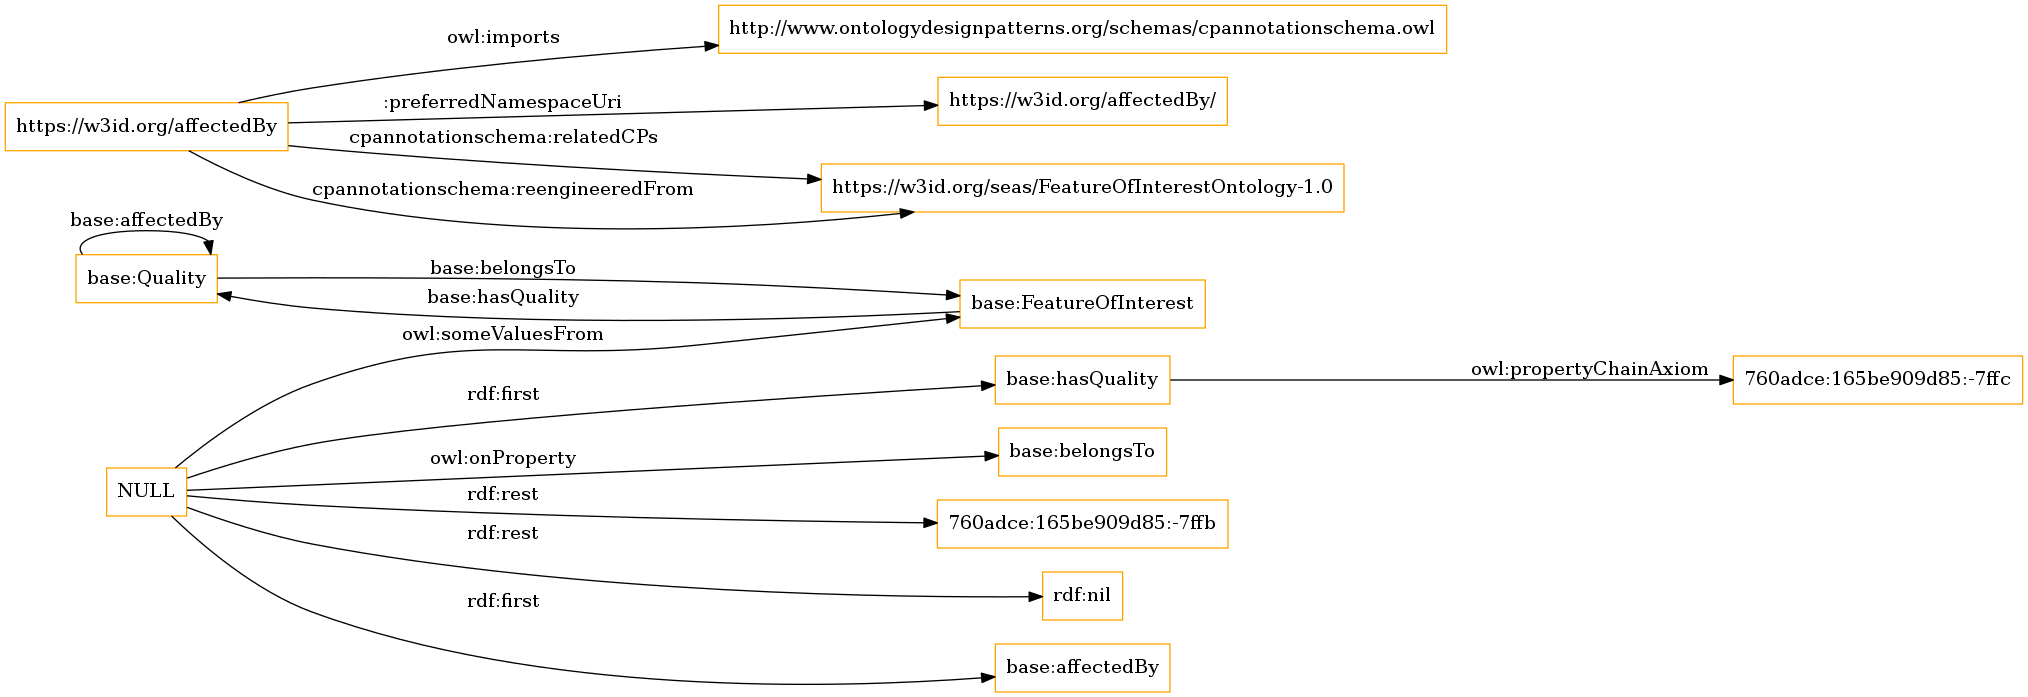 http://www.ontologydesignpatterns.org/schemas/cpannotationschema.owl
owl:imports
:preferredNamespaceUri
https://w3id.org/affectedBy/
https://w3id.org/affectedBy
cpannotationschema:relatedCPs
cpannotationschema:reengineeredFrom
https://w3id.org/seas/FeatureOfInterestOntology-1.0
base:affectedBy
base:Quality
base:belongsTo
base:hasQuality
base:FeatureOfInterest
owl:someValuesFrom
rdf:first
base:hasQuality
owl:propertyChainAxiom
760adce:165be909d85:-7ffc
owl:onProperty
base:belongsTo
NULL
rdf:rest
760adce:165be909d85:-7ffb
rdf:rest
rdf:nil
rdf:first
base:affectedBy